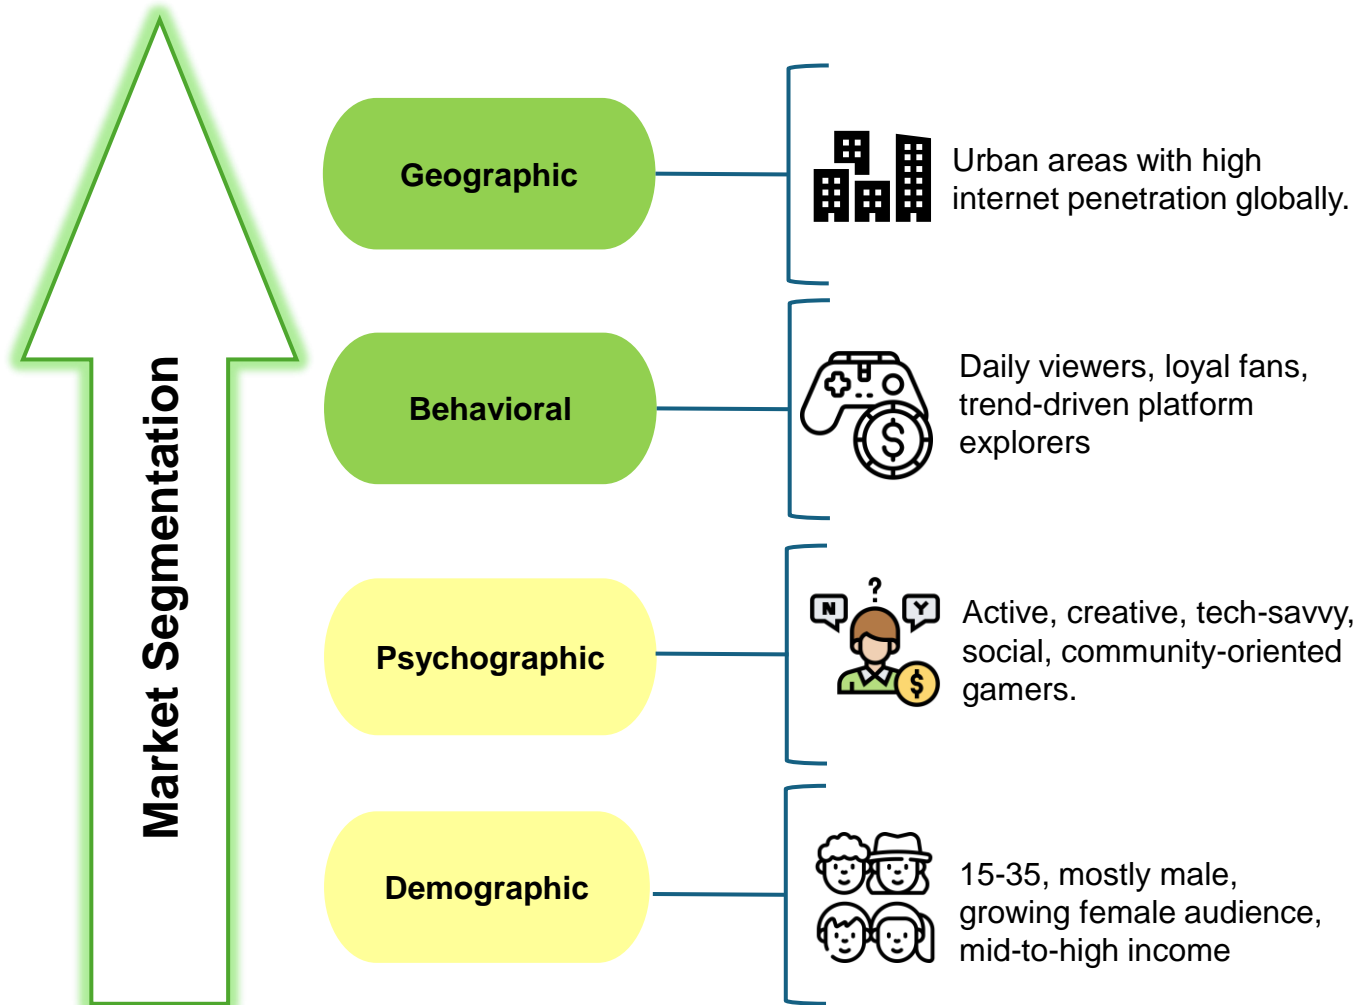 Market Segmentation
Geographic
Urban areas with high
internet penetration globally.
Behavioral
Daily viewers, loyal fans,
trend-driven platform
explorers
$
Psychographic
N ? Y
$
Active, creative, tech-savvy,
social, community-oriented
gamers.
Demographic
15-35, mostly male,
growing female audience,
mid-to-high income